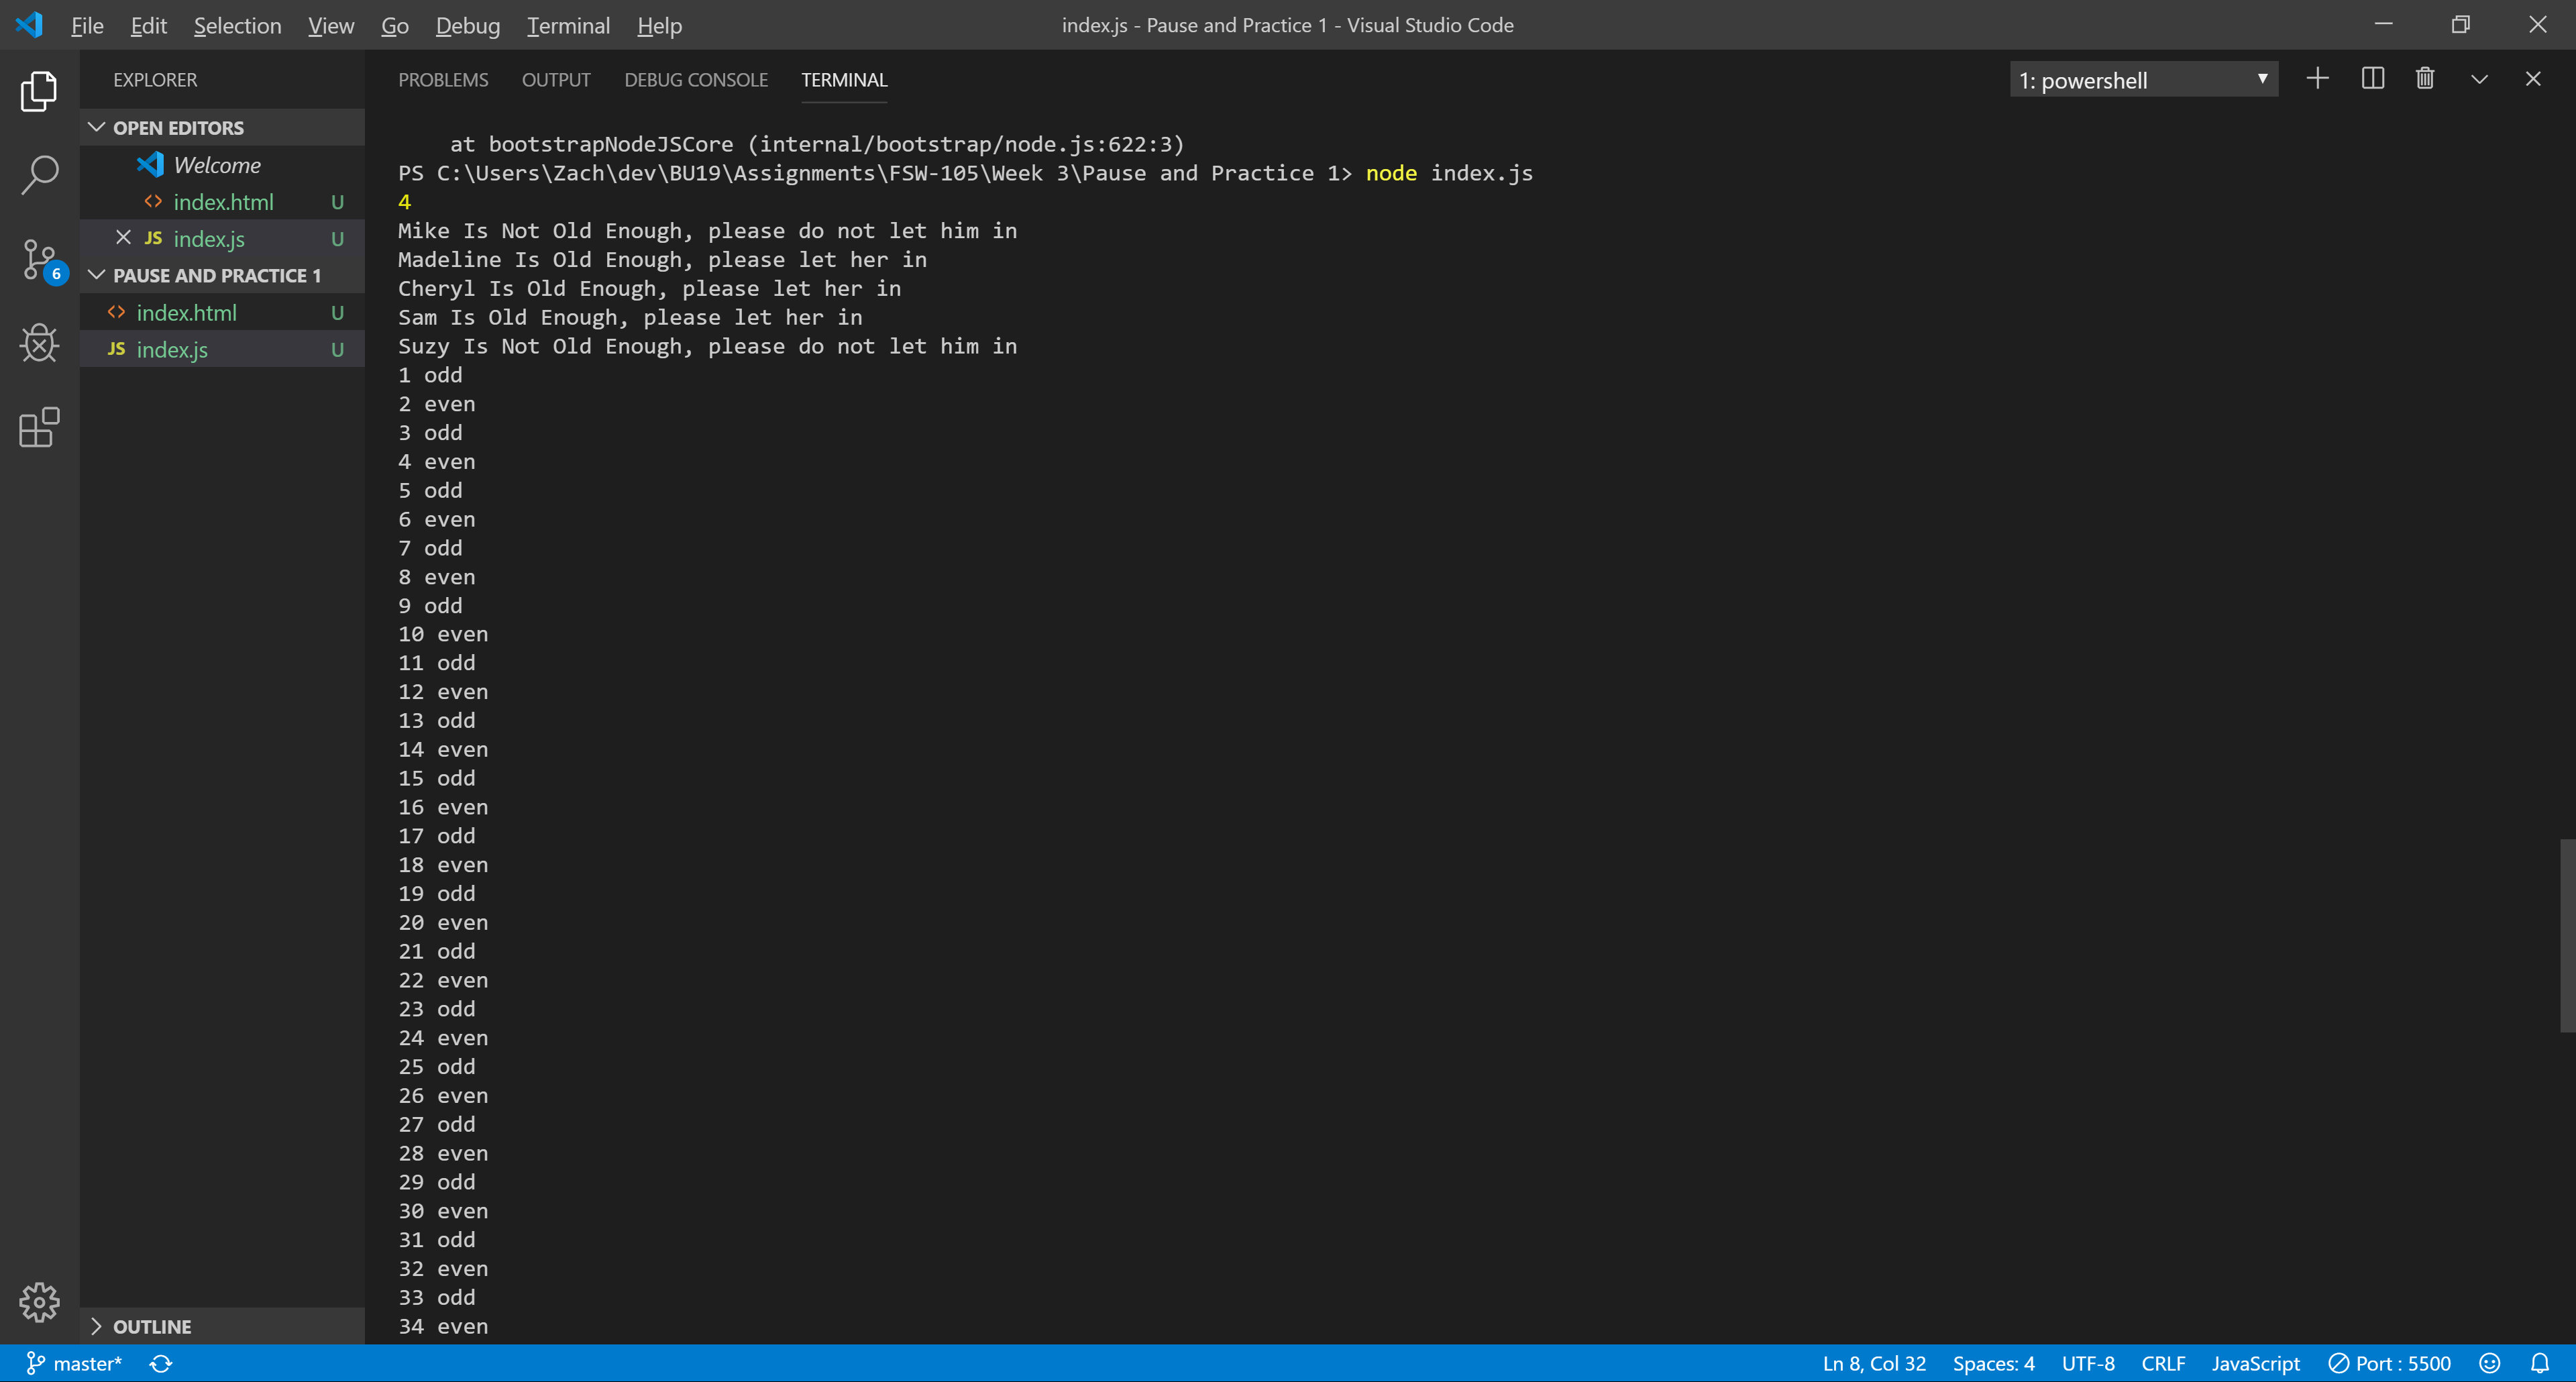 File Edit Selection View Go Debug Terminal Help
index.js - Pause and Practice 1 - Visual Studio Code
EXPLORER
OPEN EDITORS
Welcome
<> index.html U
JS index.js U
PAUSE AND PRACTICE 1
<> index.html U
JS index.js U
OUTLINE
6
PROBLEMS OUTPUT DEBUG CONSOLE TERMINAL
1: powershell
at bootstrapNodeJSCore (internal/bootstrap/node.js:622:3)
PS C:\Users\Zach\dev\BU19\Assignments\FSW-105\Week 3\Pause and Practice 1> node index.js
4
Mike Is Not Old Enough, please do not let him in
Madeline Is Old Enough, please let her in
Cheryl Is Old Enough, please let her in
Sam Is Old Enough, please let her in
Suzy Is Not Old Enough, please do not let him in
1 odd
2 even
3 odd
4 even
5 odd
6 even
7 odd
8 even
9 odd
10 even
11 odd
12 even
13 odd
14 even
15 odd
16 even
17 odd
18 even
19 odd
20 even
21 odd
22 even
23 odd
24 even
25 odd
26 even
27 odd
28 even
29 odd
30 even
31 odd
32 even
33 odd
34 even
master*
Ln 8, Col 32 Spaces: 4 UTF-8 CRLF JavaScript Port : 5500